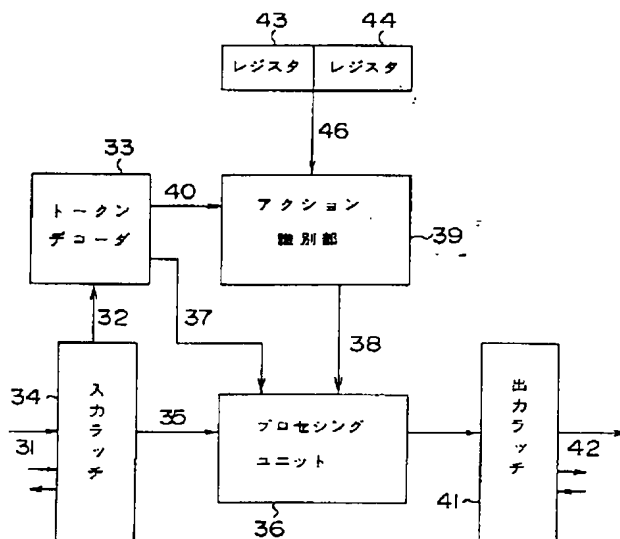 43
44
レジスタ
レジスタ
46
33
40
トークン
デコーダ
アクション
識別部
39
32
37
38
34
入力ラッチ
35
プロセシング
ユニット
出力ラッチ
31
42
36
41